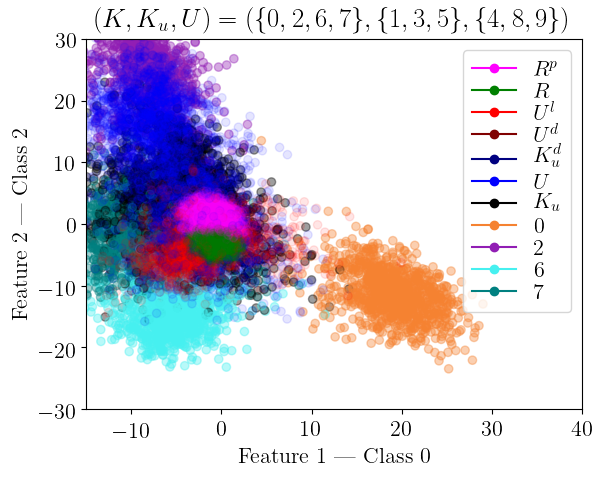 (K, K_u, U) = ({0, 2, 6, 7}, {1, 3, 5}, {4, 8, 9})
30
20
10
0
−10
−20
−30
Feature 2 — Class 2
R^p
R
U^l
U^d
K_u^d
U
K_u
0
2
6
7
−10
0
10
20
30
40
Feature 1 — Class 0